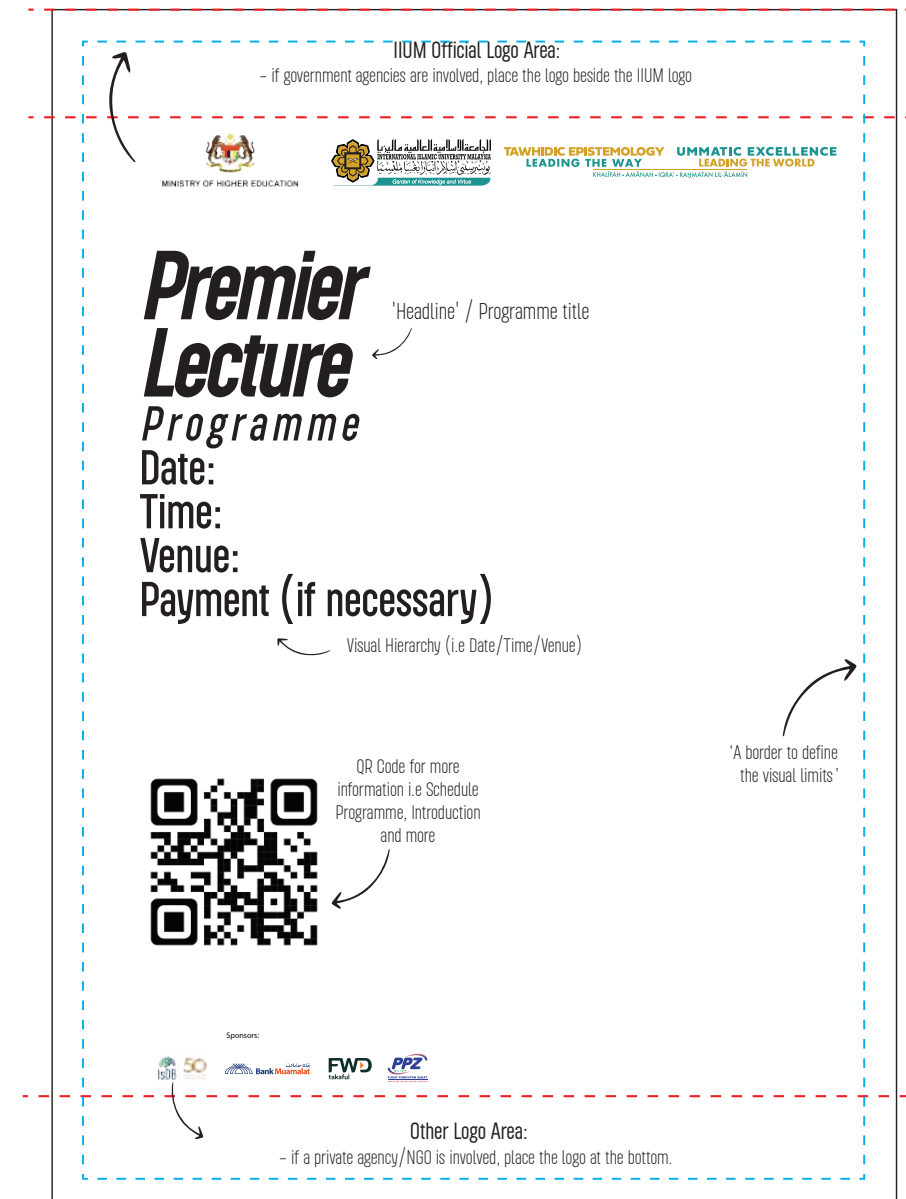 IIUM Official Logo Area:
– if government agencies are involved, place the logo beside the IIUM logo
MINISTRY OF HIGHER EDUCATION
الجامعة الإسلامية العالمية ماليزيا
INTERNATIONAL ISLAMIC UNIVERSITY MALAYSIA
Garden of Knowledge and Virtue
TAWHIDIC EPISTEMOLOGY UMMATIC EXCELLENCE
LEADING THE WAY LEADING THE WORLD
KHALĪFAH • AMĀNAH • IQRA' • RAḤMATAN LIL-ʿĀLAMĪN
Premier
Lecture
Programme
'Headline' / Programme title
Date:
Time:
Venue:
Payment (if necessary)
Visual Hierarchy (i.e Date/Time/Venue)
‘A border to define
the visual limits’
QR Code for more
information i.e Schedule
Programme, Introduction
and more
Sponsors:
IsDB 50
Bank Muamalat
FWD
takaful
PPZ
Other Logo Area:
– if a private agency/NGO is involved, place the logo at the bottom.